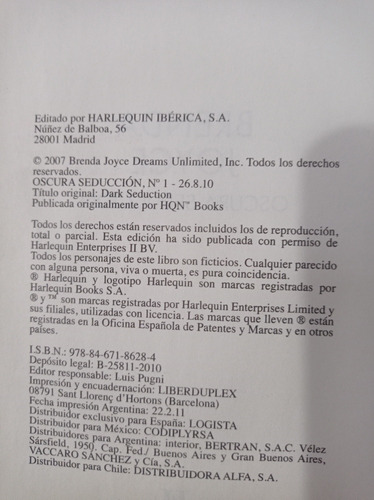 Editado por HARLEQUIN IBÉRICA, S.A.
Núñez de Balboa, 56
28001 Madrid
© 2007 Brenda Joyce Dreams Unlimited, Inc. Todos los derechos
reservados.
OSCURA SEDUCCIÓN, Nº 1 - 26.8.10
Título original: Dark Seduction
Publicada originalmente por HQN™ Books
Todos los derechos están reservados incluidos los de reproducción,
total o parcial. Esta edición ha sido publicada con permiso de
Harlequin Enterprises II BV.
Todos los personajes de este libro son ficticios. Cualquier parecido
con alguna persona, viva o muerta, es pura coincidencia.
® Harlequin y logotipo Harlequin son marcas registradas por
Harlequin Books S.A.
® y ™ son marcas registradas por Harlequin Enterprises Limited y
sus filiales, utilizadas con licencia. Las marcas que lleven ® están
registradas en la Oficina Española de Patentes y Marcas y en otros
países.
I.S.B.N.: 978-84-671-8628-4
Depósito legal: B-25811-2010
Editor responsable: Luis Pugni
Impresión y encuadernación: LIBERDUPLEX
08791 Sant Llorenç d'Hortons (Barcelona)
Fecha impresión Argentina: 22.2.11
Distribuidor exclusivo para España: LOGISTA
Distribuidor para México: CODIPLYRSA
Distribuidores para Argentina: interior, BERTRAN, S.A.C. Vélez
Sársfield, 1950. Cap. Fed./ Buenos Aires y Gran Buenos Aires,
VACCARO SÁNCHEZ y Cía, S.A.
Distribuidor para Chile: DISTRIBUIDORA ALFA, S.A.